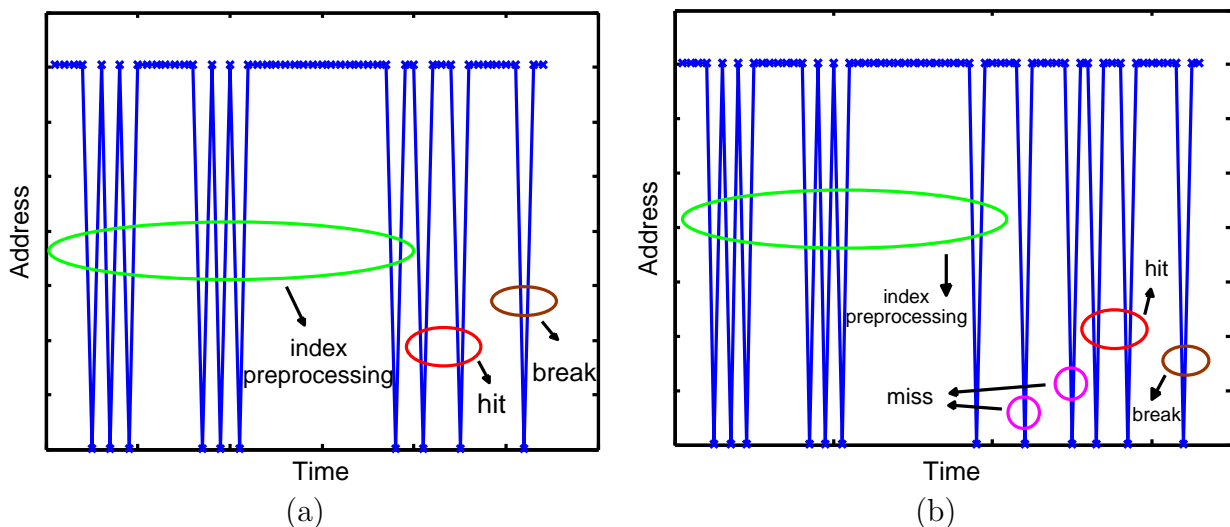 Address
index
preprocessing
hit
break
Time
(a)
Address
index
preprocessing
hit
miss
break
Time
(b)